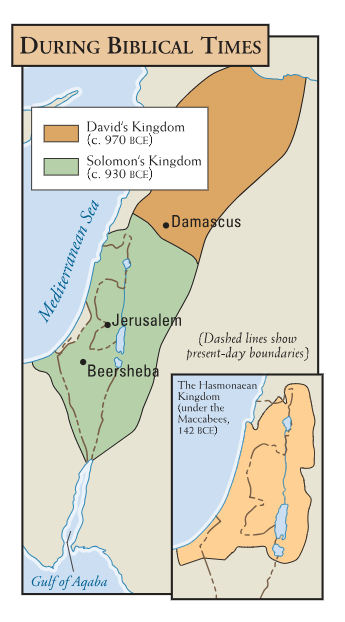 DURING BIBLICAL TIMES
David's Kingdom
(c. 970 BCE)
Solomon's Kingdom
(c. 930 BCE)
Mediterranean Sea
Damascus
Jerusalem
Beersheba
{Dashed lines show
present-day boundaries}
The Hasmonaean
Kingdom
(under the
Maccabees,
142 BCE)
Gulf of Aqaba